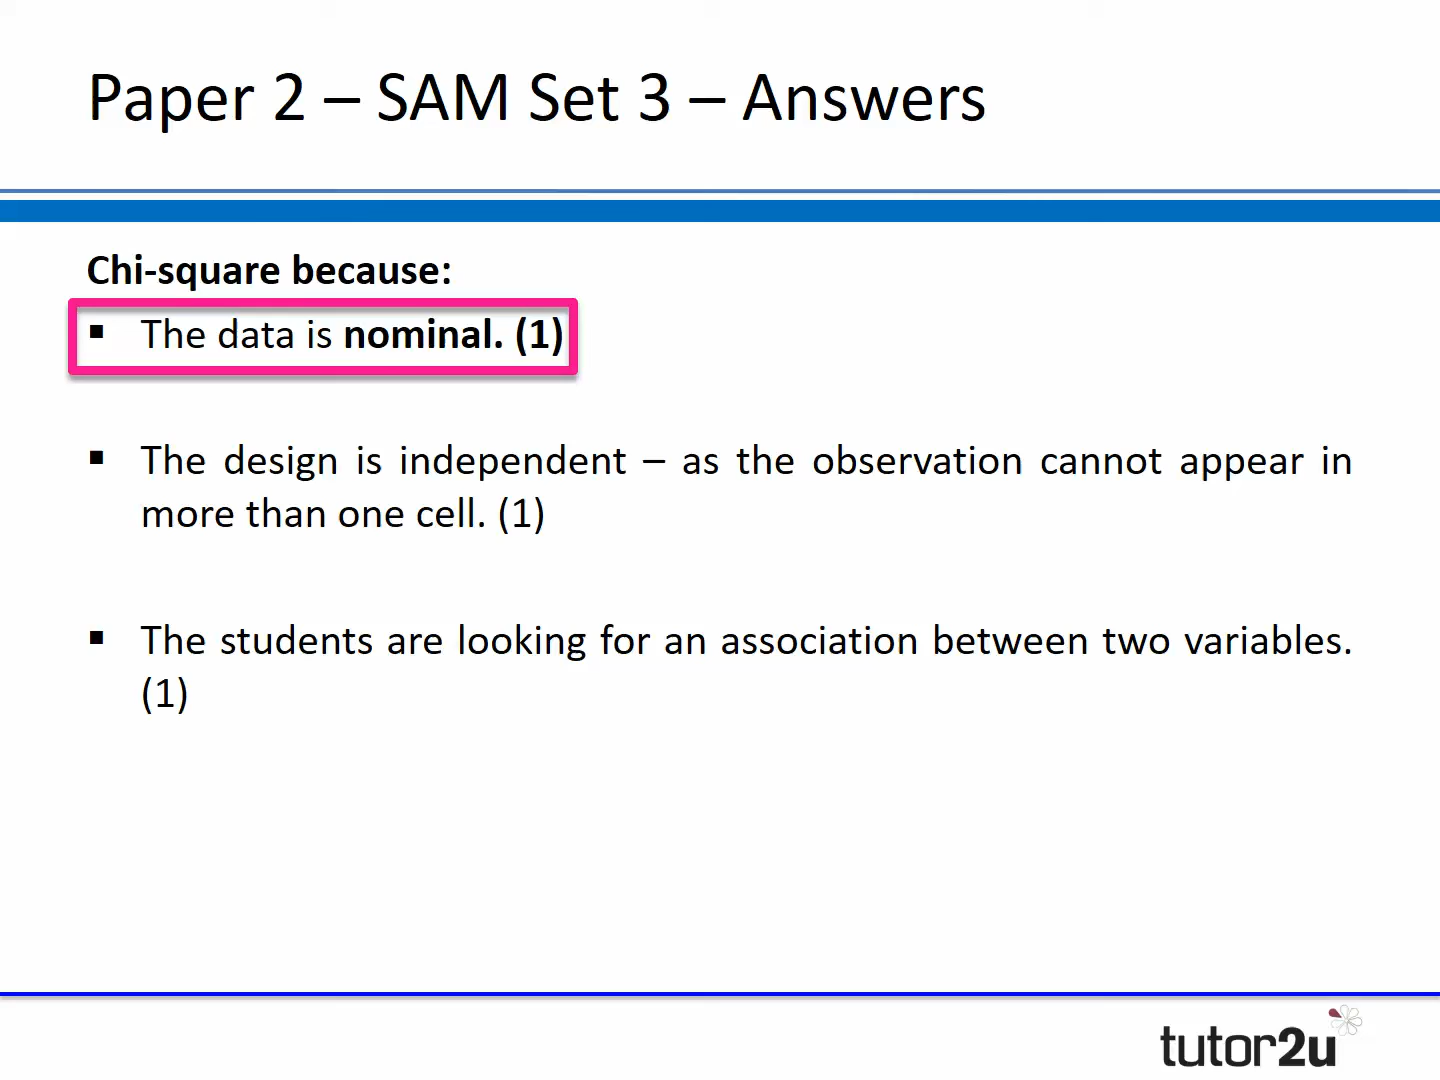 Paper 2 – SAM Set 3 – Answers
Chi-square because:
▪ The data is nominal. (1)
▪ The design is independent – as the observation cannot appear in
more than one cell. (1)
▪ The students are looking for an association between two variables.
(1)
tutor2u